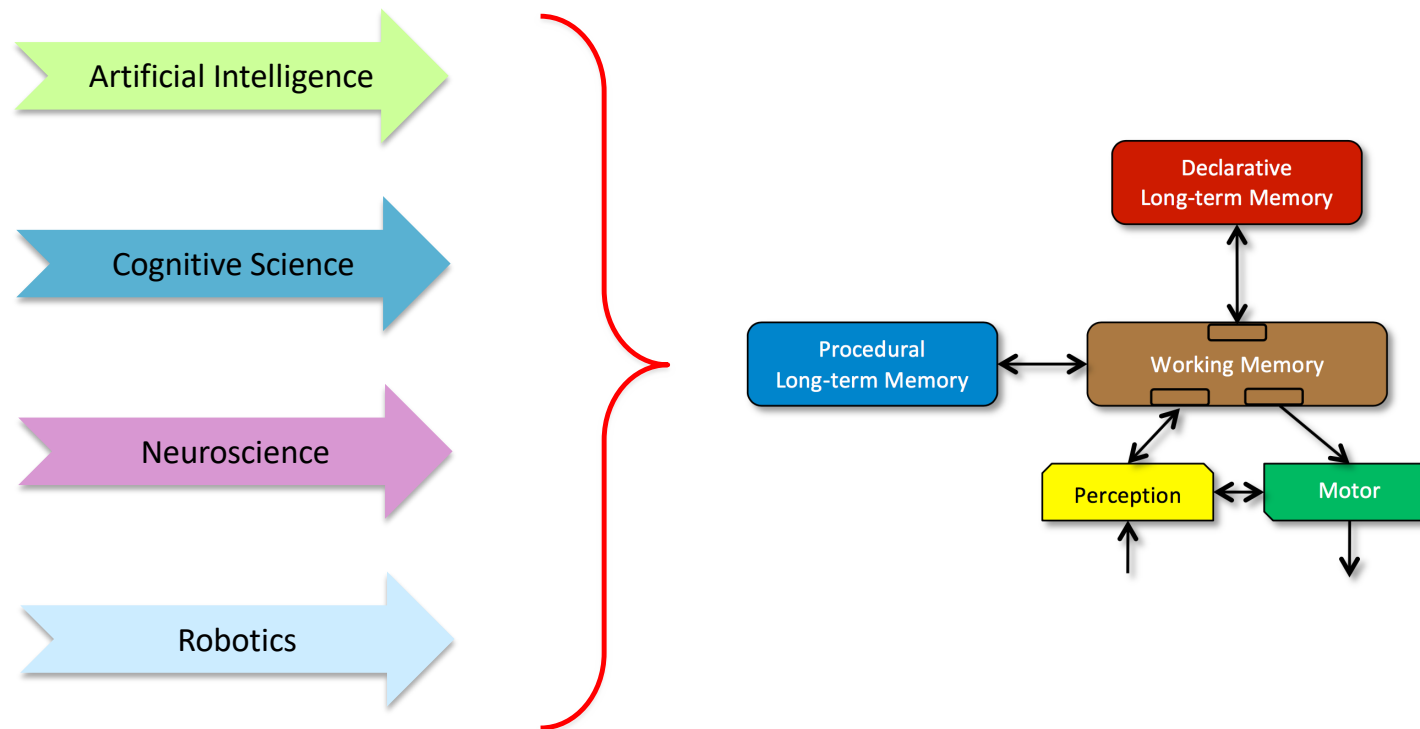 Artificial Intelligence
Cognitive Science
Neuroscience
Robotics
Declarative
Long-term Memory
Procedural
Long-term Memory
Working Memory
Perception
Motor